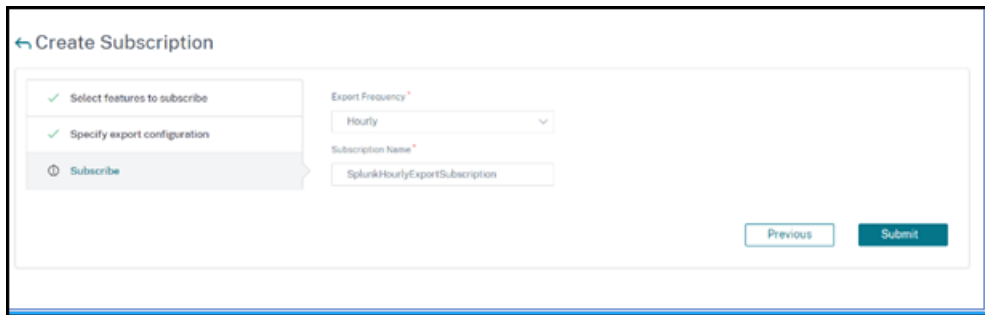 Create Subscription
Select features to subscribe
Specify export configuration
Subscribe
Export Frequency*
Hourly
Subscription Name*
SplunkHourlyExportSubscription
Previous
Submit